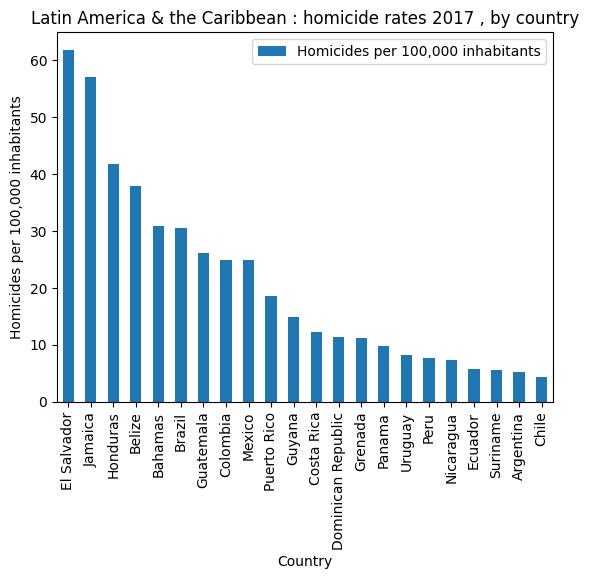 Latin America & the Caribbean : homicide rates 2017 , by country
Homicides per 100,000 inhabitants
Homicides per 100,000 inhabitants
60
50
40
30
20
10
0
El Salvador
Jamaica
Honduras
Belize
Bahamas
Brazil
Guatemala
Colombia
Mexico
Puerto Rico
Guyana
Costa Rica
Dominican Republic
Grenada
Panama
Uruguay
Peru
Nicaragua
Ecuador
Suriname
Argentina
Chile
Country